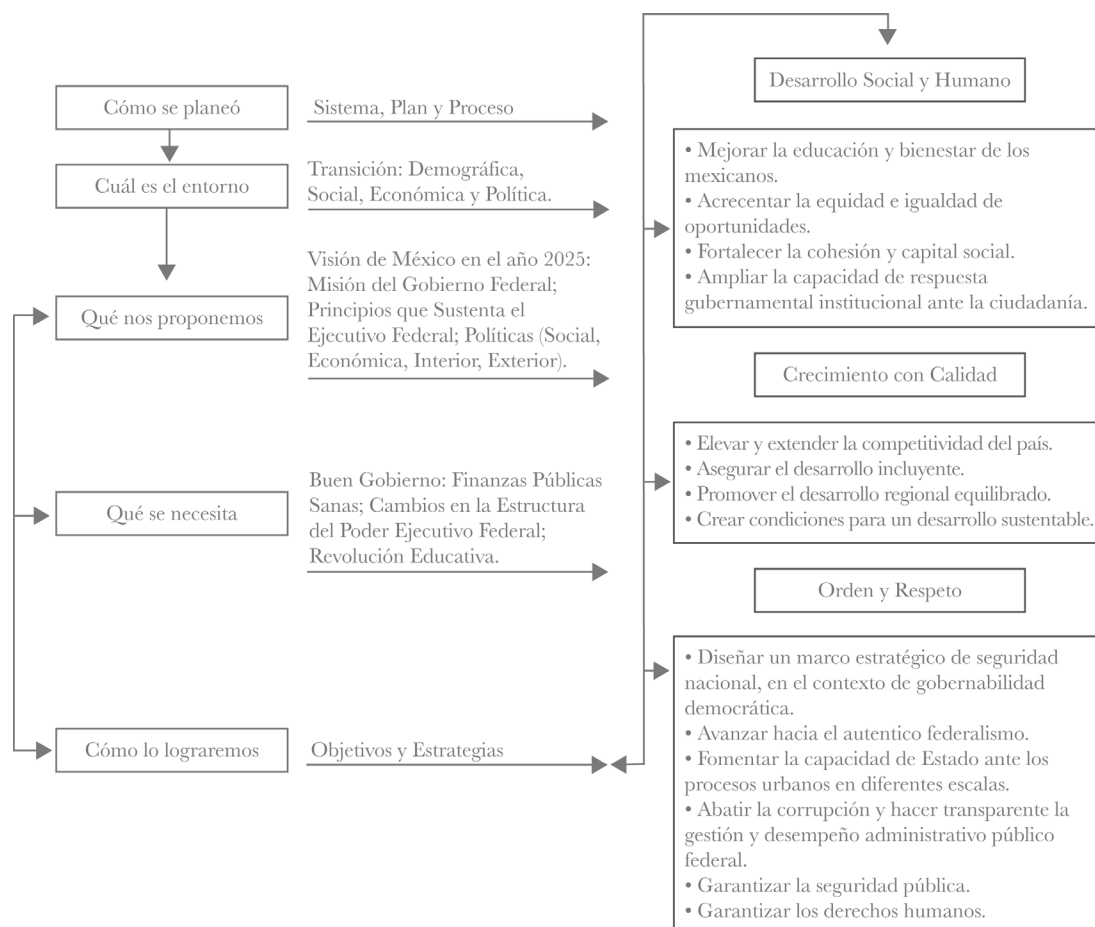 Cómo se planeó
Sistema, Plan y Proceso
Cuál es el entorno
Transición: Demográfica,
Social, Económica y Política.
Qué nos proponemos
Visión de México en el año 2025:
Misión del Gobierno Federal;
Principios que Sustenta el
Ejecutivo Federal; Políticas (Social,
Económica, Interior, Exterior).
Qué se necesita
Buen Gobierno: Finanzas Públicas
Sanas; Cambios en la Estructura
del Poder Ejecutivo Federal;
Revolución Educativa.
Cómo lo lograremos
Objetivos y Estrategias
Desarrollo Social y Humano
• Mejorar la educación y bienestar de los
mexicanos.
• Acrecentar la equidad e igualdad de
oportunidades.
• Fortalecer la cohesión y capital social.
• Ampliar la capacidad de respuesta
gubernamental institucional ante la ciudadanía.
Crecimiento con Calidad
• Elevar y extender la competitividad del país.
• Asegurar el desarrollo incluyente.
• Promover el desarrollo regional equilibrado.
• Crear condiciones para un desarrollo sustentable.
Orden y Respeto
• Diseñar un marco estratégico de seguridad
nacional, en el contexto de gobernabilidad
democrática.
• Avanzar hacia el autentico federalismo.
• Fomentar la capacidad de Estado ante los
procesos urbanos en diferentes escalas.
• Abatir la corrupción y hacer transparente la
gestión y desempeño administrativo público
federal.
• Garantizar la seguridad pública.
• Garantizar los derechos humanos.